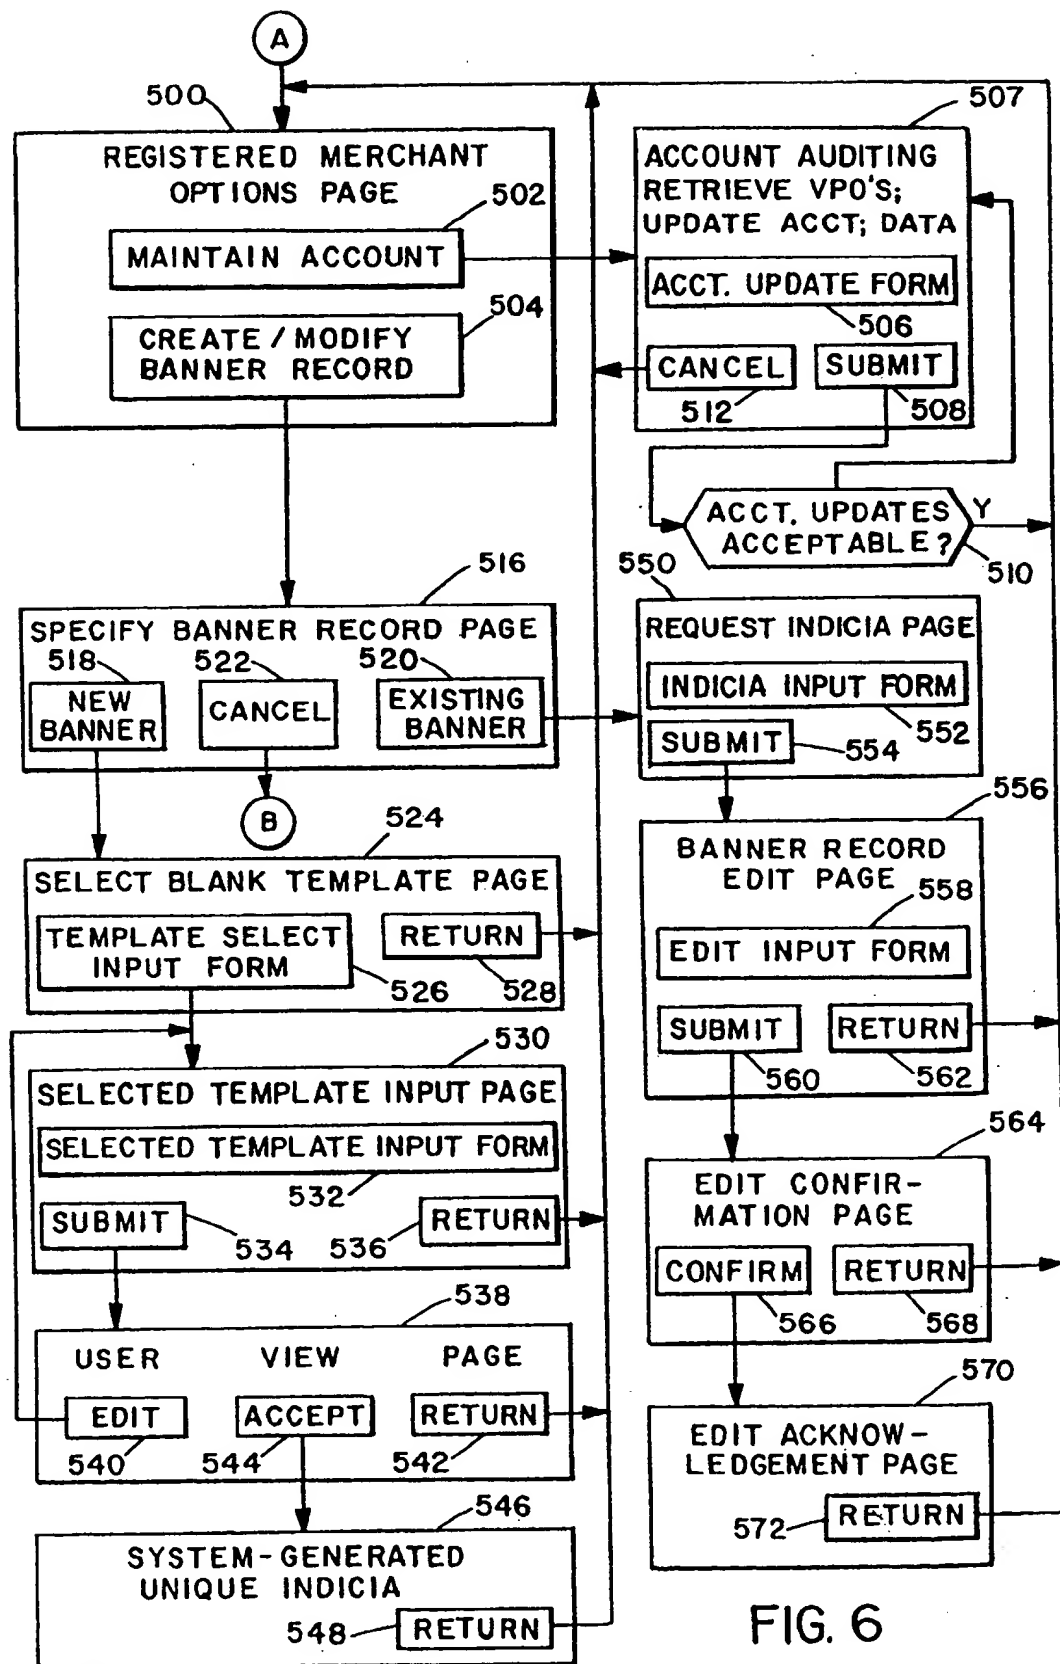 A
500
REGISTERED MERCHANT
OPTIONS PAGE
502
MAINTAIN ACCOUNT
504
CREATE/MODIFY
BANNER RECORD
507
ACCOUNT AUDITING
RETRIEVE VPO'S;
UPDATE ACCT; DATA
ACCT. UPDATE FORM
506
CANCEL
SUBMIT
512
508
ACCT. UPDATES
ACCEPTABLE?
Y
510
516
SPECIFY BANNER RECORD PAGE
518
522
520
NEW
BANNER
CANCEL
EXISTING
BANNER
B
550
REQUEST INDICIA PAGE
INDICIA INPUT FORM
552
SUBMIT
554
524
SELECT BLANK TEMPLATE PAGE
TEMPLATE SELECT
INPUT FORM
RETURN
526
528
556
BANNER RECORD
EDIT PAGE
558
EDIT INPUT FORM
SUBMIT
RETURN
560
562
530
SELECTED TEMPLATE INPUT PAGE
SELECTED TEMPLATE INPUT FORM
532
SUBMIT
534
536
RETURN
564
EDIT CONFIR-
MATION PAGE
CONFIRM
RETURN
566
568
538
USER VIEW PAGE
EDIT
ACCEPT
RETURN
540
544
542
570
EDIT ACKNOW-
LEDGEMENT PAGE
572
RETURN
546
SYSTEM-GENERATED
UNIQUE INDICIA
548
RETURN
FIG. 6